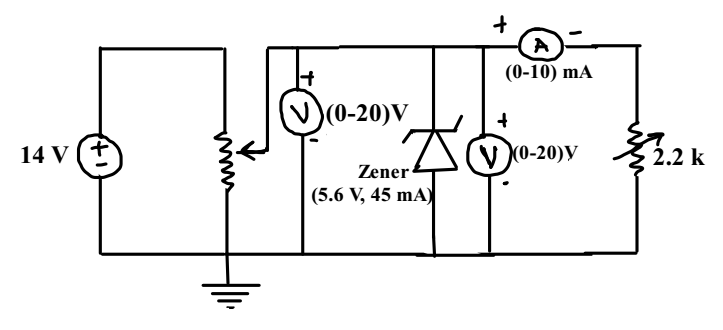 + -
A
(0-10) mA
+
V (0-20)V
-
14 V + -
+
V (0-20)V
-
Zener
(5.6 V, 45 mA)
2.2 k